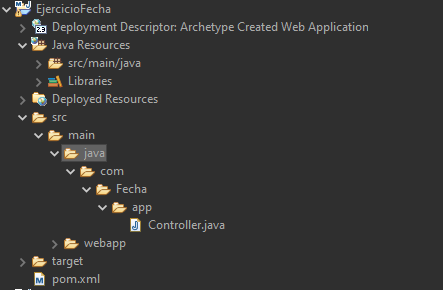 EjercicioFecha
Deployment Descriptor: Archetype Created Web Application
Java Resources
src/main/java
Libraries
Deployed Resources
src
main
java
com
Fecha
app
Controller.java
webapp
target
pom.xml